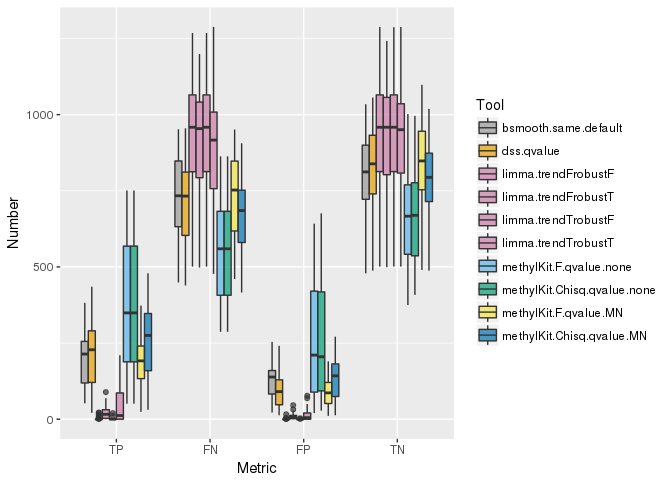 Number
1000
500
0
TP
FN
FP
TN
Metric
Tool
bsmooth.same.default
dss.qvalue
limma.trendFrobustF
limma.trendFrobustT
limma.trendTrobustF
limma.trendTrobustT
methylKit.F.qvalue.none
methylKit.Chisq.qvalue.none
methylKit.F.qvalue.MN
methylKit.Chisq.qvalue.MN